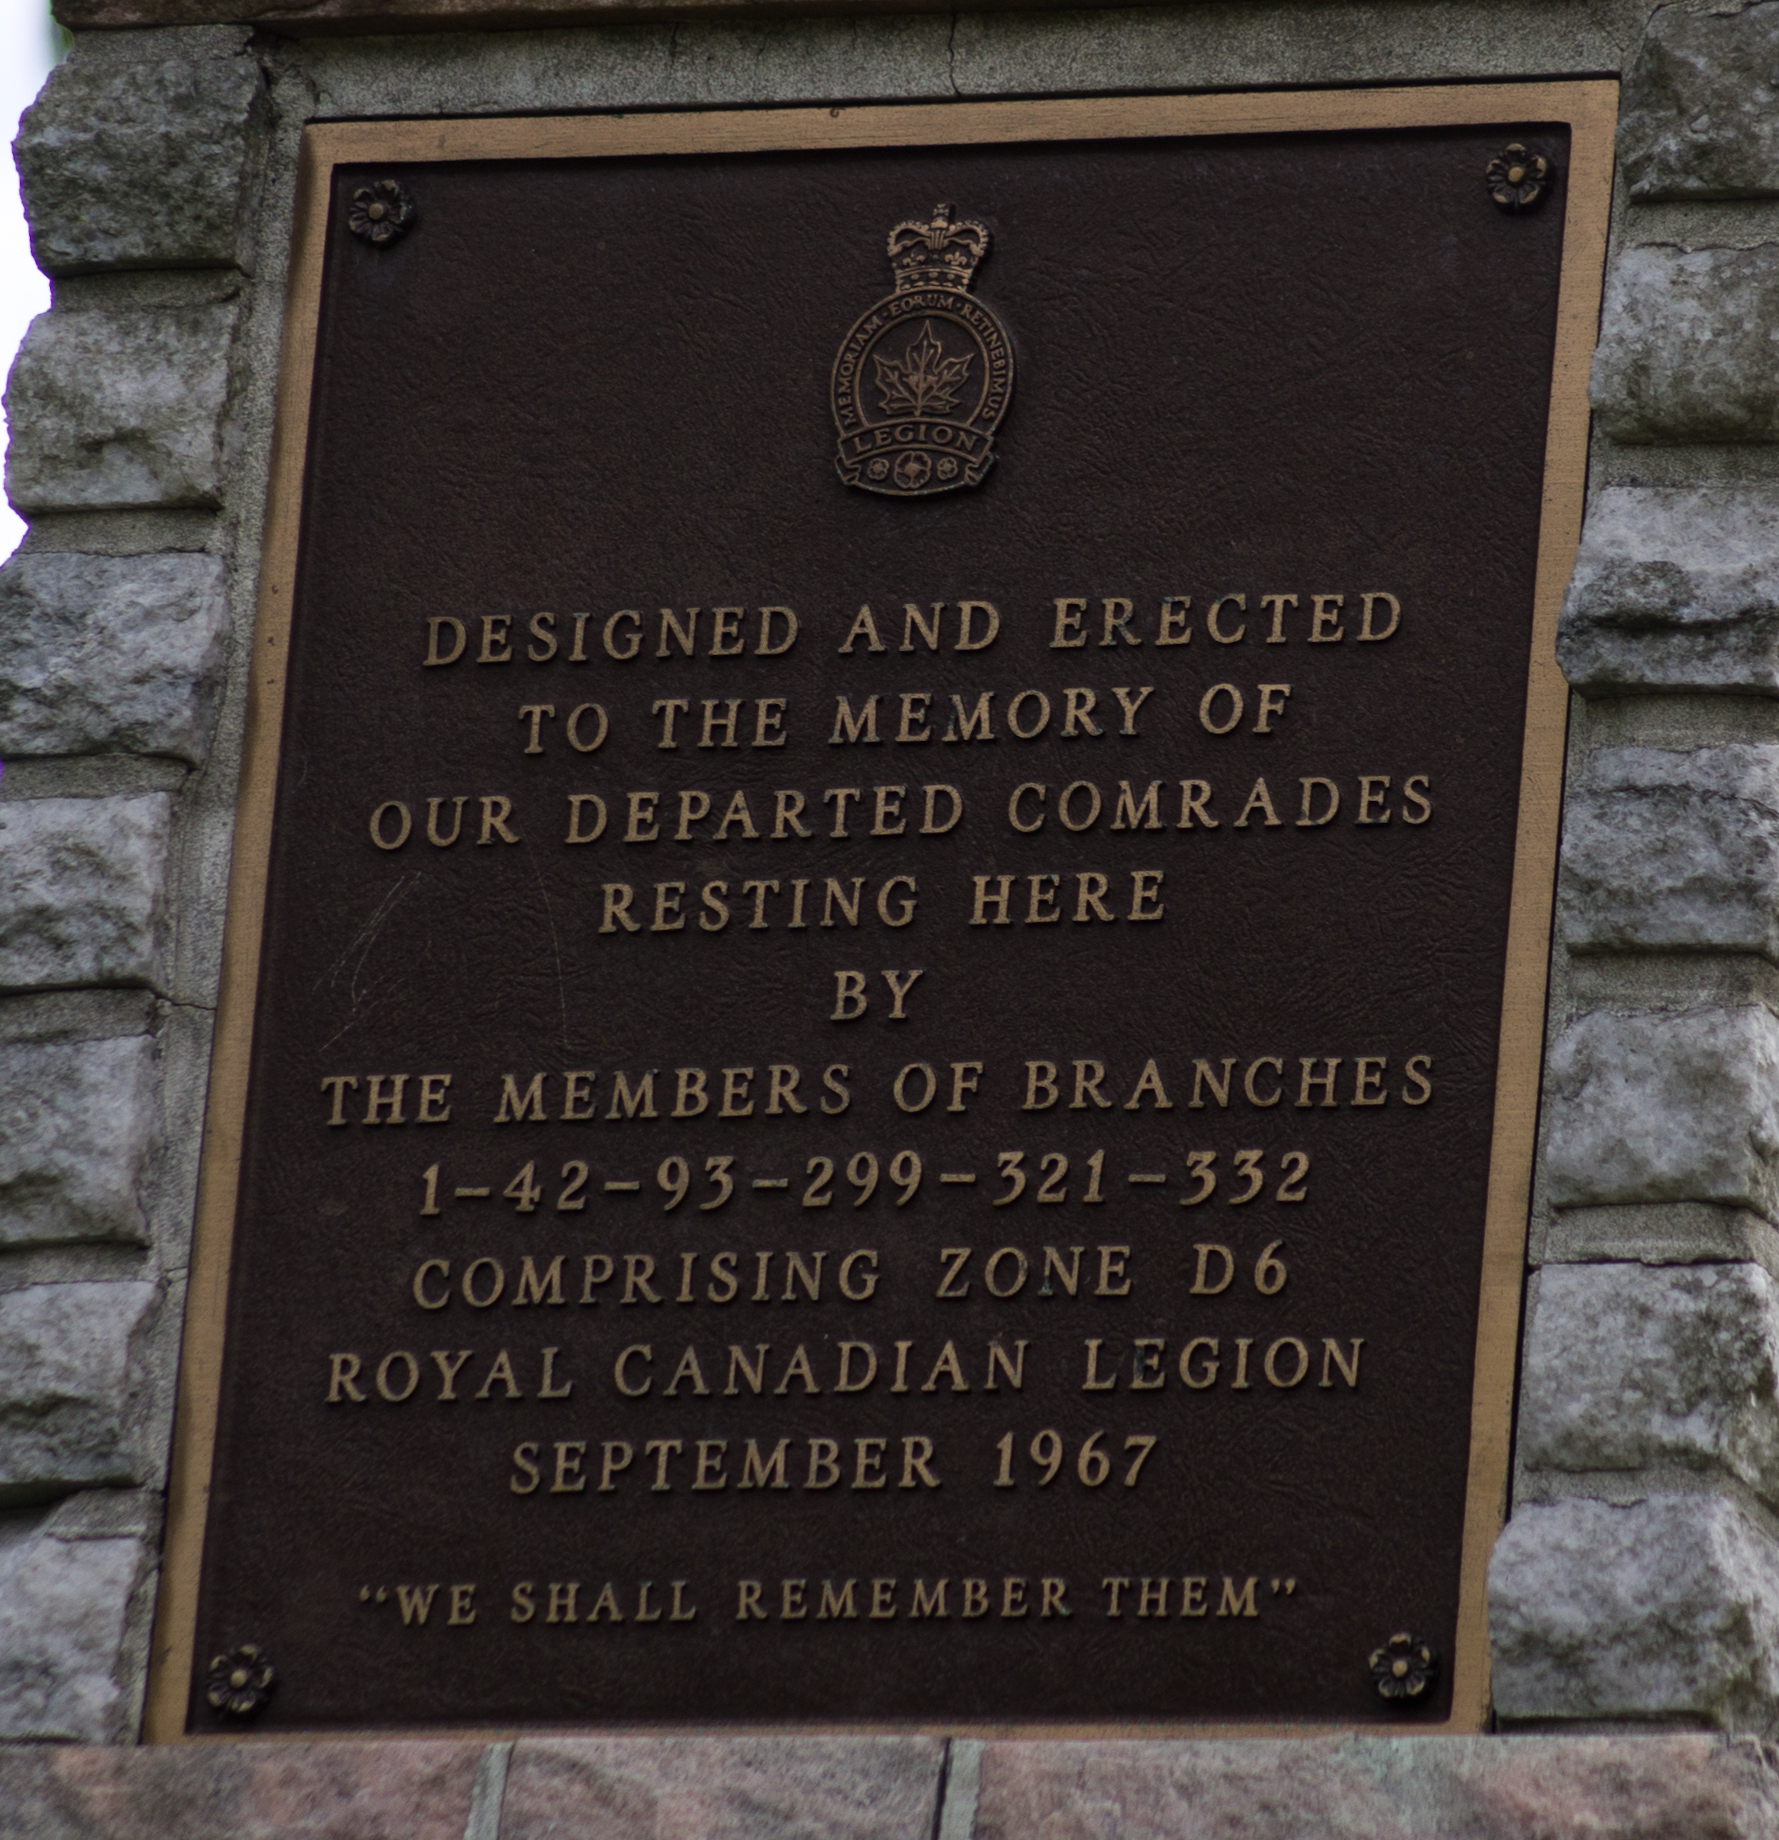 MEMORIAM · EORUM · RETINEBIMUS
LEGION
DESIGNED AND ERECTED
TO THE MEMORY OF
OUR DEPARTED COMRADES
RESTING HERE
BY
THE MEMBERS OF BRANCHES
1–42–93–299–321–332
COMPRISING ZONE D6
ROYAL CANADIAN LEGION
SEPTEMBER 1967
“WE SHALL REMEMBER THEM”